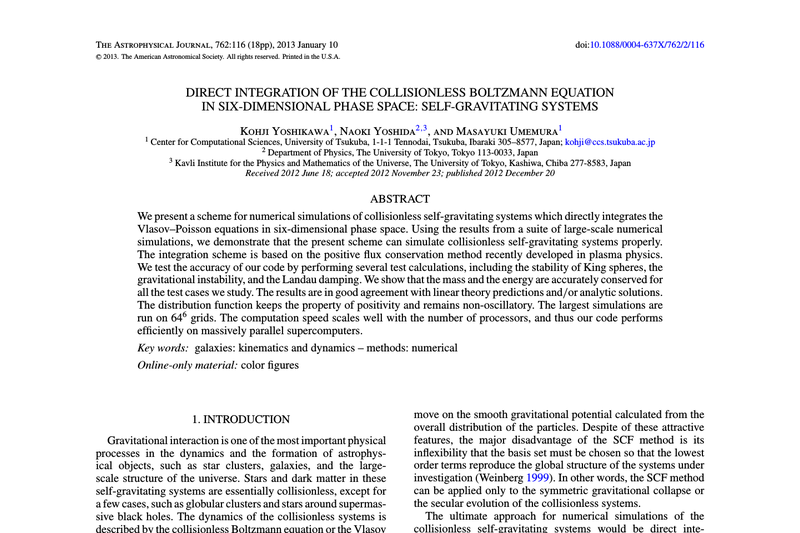 THE ASTROPHYSICAL JOURNAL, 762:116 (18pp), 2013 January 10
doi:10.1088/0004-637X/762/2/116
© 2013. The American Astronomical Society. All rights reserved. Printed in the U.S.A.
DIRECT INTEGRATION OF THE COLLISIONLESS BOLTZMANN EQUATION
IN SIX-DIMENSIONAL PHASE SPACE: SELF-GRAVITATING SYSTEMS
KOHJI YOSHIKAWA1, NAOKI YOSHIDA2,3, AND MASAYUKI UMEMURA1
1 Center for Computational Sciences, University of Tsukuba, 1-1-1 Tennodai, Tsukuba, Ibaraki 305–8577, Japan; kohji@ccs.tsukuba.ac.jp
2 Department of Physics, The University of Tokyo, Tokyo 113-0033, Japan
3 Kavli Institute for the Physics and Mathematics of the Universe, The University of Tokyo, Kashiwa, Chiba 277-8583, Japan
Received 2012 June 18; accepted 2012 November 23; published 2012 December 20
ABSTRACT
We present a scheme for numerical simulations of collisionless self-gravitating systems which directly integrates the
Vlasov–Poisson equations in six-dimensional phase space. Using the results from a suite of large-scale numerical
simulations, we demonstrate that the present scheme can simulate collisionless self-gravitating systems properly.
The integration scheme is based on the positive flux conservation method recently developed in plasma physics.
We test the accuracy of our code by performing several test calculations, including the stability of King spheres, the
gravitational instability, and the Landau damping. We show that the mass and the energy are accurately conserved for
all the test cases we study. The results are in good agreement with linear theory predictions and/or analytic solutions.
The distribution function keeps the property of positivity and remains non-oscillatory. The largest simulations are
run on 64^6 grids. The computation speed scales well with the number of processors, and thus our code performs
efficiently on massively parallel supercomputers.
Key words: galaxies: kinematics and dynamics – methods: numerical
Online-only material: color figures
1. INTRODUCTION
Gravitational interaction is one of the most important physical
processes in the dynamics and the formation of astrophys-
ical objects, such as star clusters, galaxies, and the large-
scale structure of the universe. Stars and dark matter in these
self-gravitating systems are essentially collisionless, except for
a few cases, such as globular clusters and stars around supermas-
sive black holes. The dynamics of the collisionless systems is
described by the collisionless Boltzmann equation or the Vlasov
move on the smooth gravitational potential calculated from the
overall distribution of the particles. Despite of these attractive
features, the major disadvantage of the SCF method is its
inflexibility that the basis set must be chosen so that the lowest
order terms reproduce the global structure of the systems under
investigation (Weinberg 1999). In other words, the SCF method
can be applied only to the symmetric gravitational collapse or
the secular evolution of the collisionless systems.
The ultimate approach for numerical simulations of the
collisionless self-gravitating systems would be direct inte-